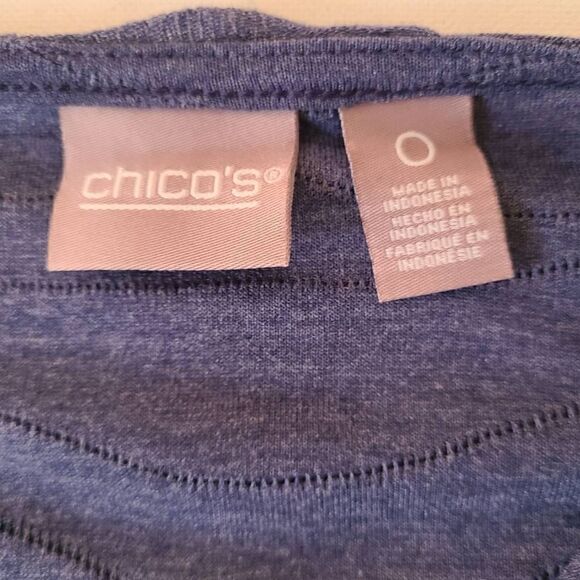 chico's®
0
MADE IN
INDONESIA
HECHO EN
INDONESIA
FABRIQUÉ EN
INDONÉSIE